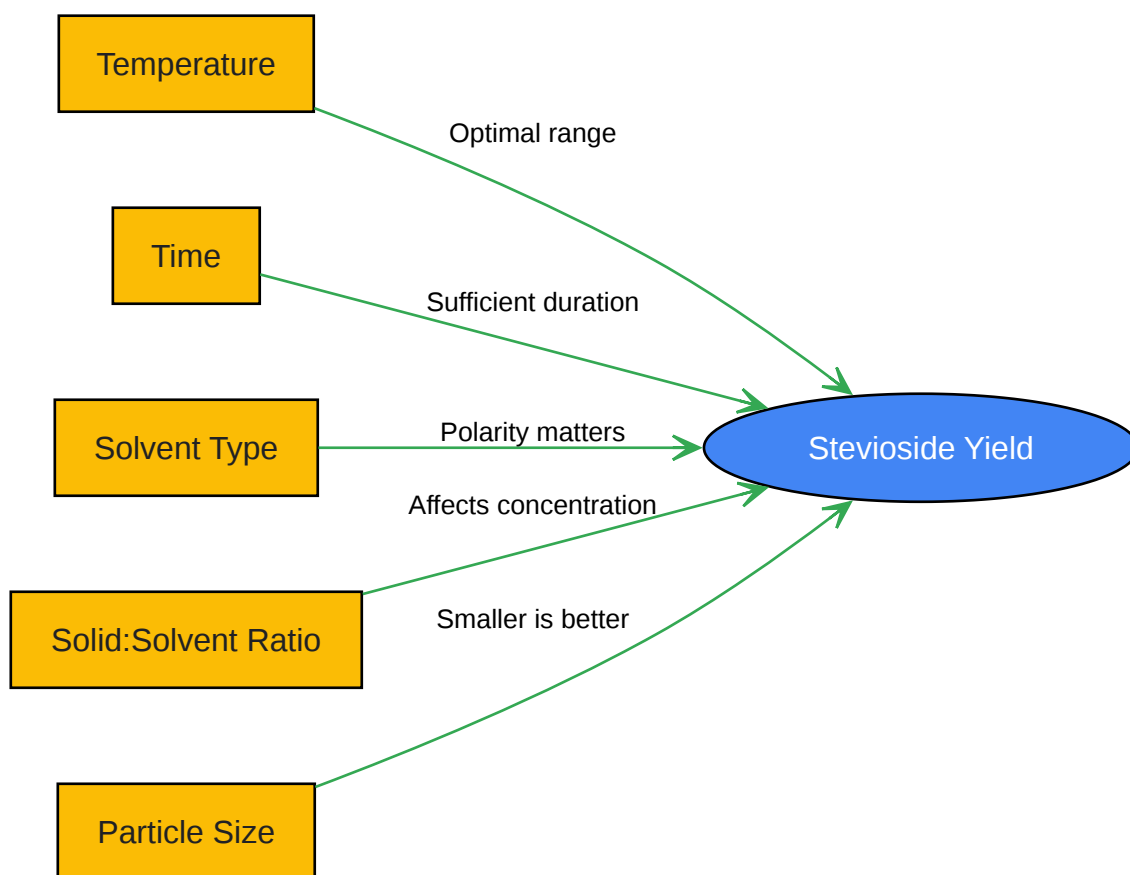 Temperature
Optimal range
Time
Sufficient duration
Solvent Type
Polarity matters
Stevioside Yield
Affects concentration
Solid:Solvent Ratio
Smaller is better
Particle Size